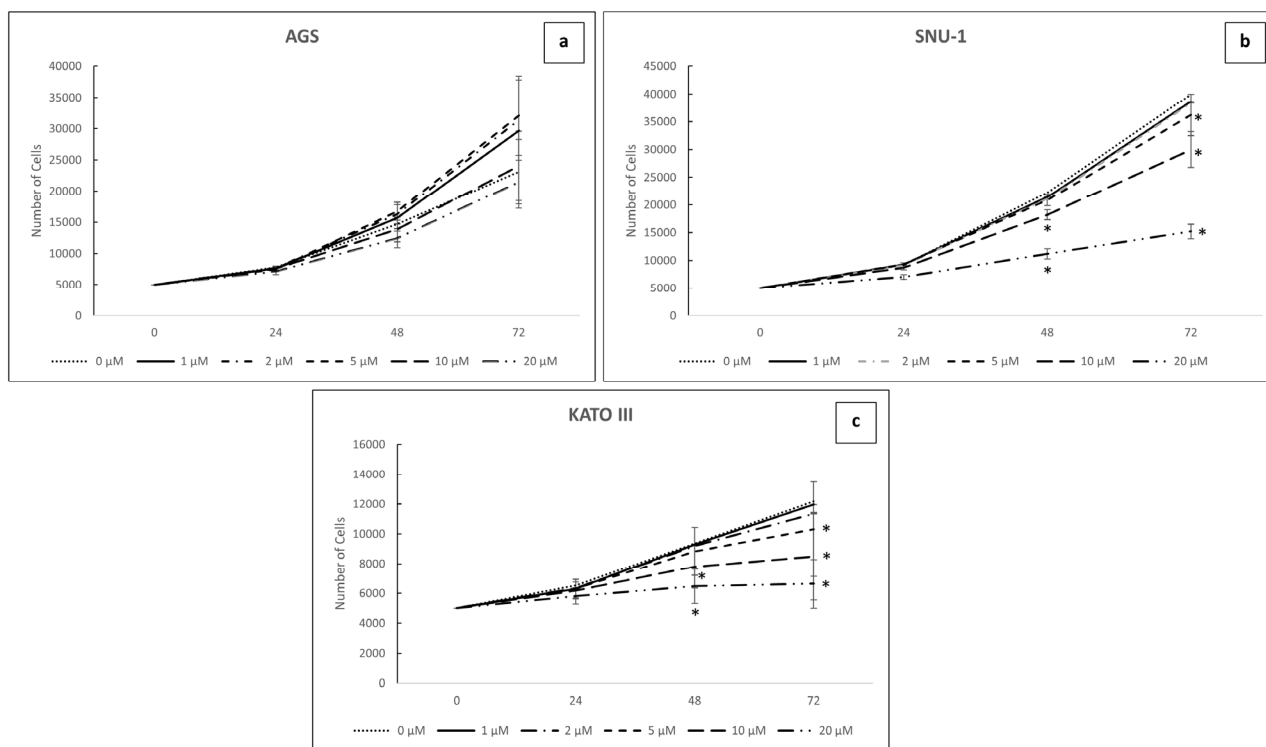 AGS
a
Number of Cells
40000
35000
30000
25000
20000
15000
10000
5000
0
0 24 48 72
0 µM 1 µM 2 µM 5 µM 10 µM 20 µM
SNU-1
b
Number of Cells
45000
40000
35000
30000
25000
20000
15000
10000
5000
0
*
*
*
*
*
0 24 48 72
0 µM 1 µM 2 µM 5 µM 10 µM 20 µM
KATO III
c
Number of Cells
16000
14000
12000
10000
8000
6000
4000
2000
0
*
*
*
*
*
0 24 48 72
0 µM 1 µM 2 µM 5 µM 10 µM 20 µM